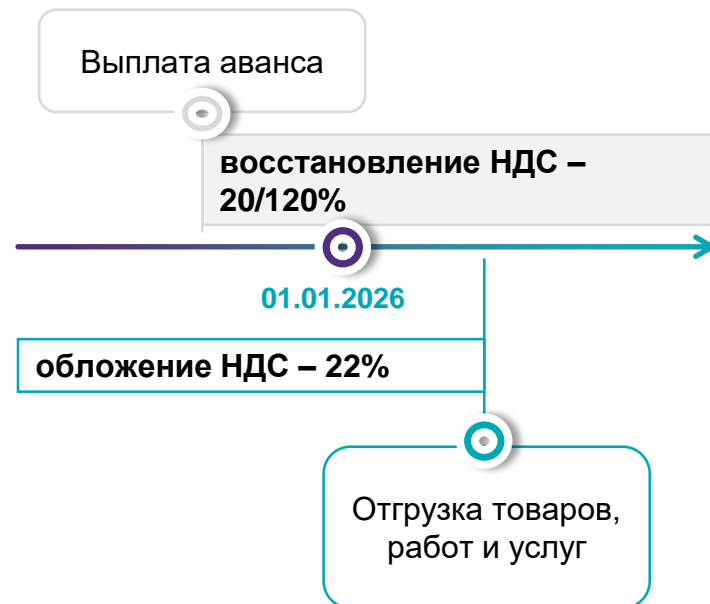 Выплата аванса
восстановление НДС –
20/120%
01.01.2026
обложение НДС – 22%
Отгрузка товаров,
работ и услуг